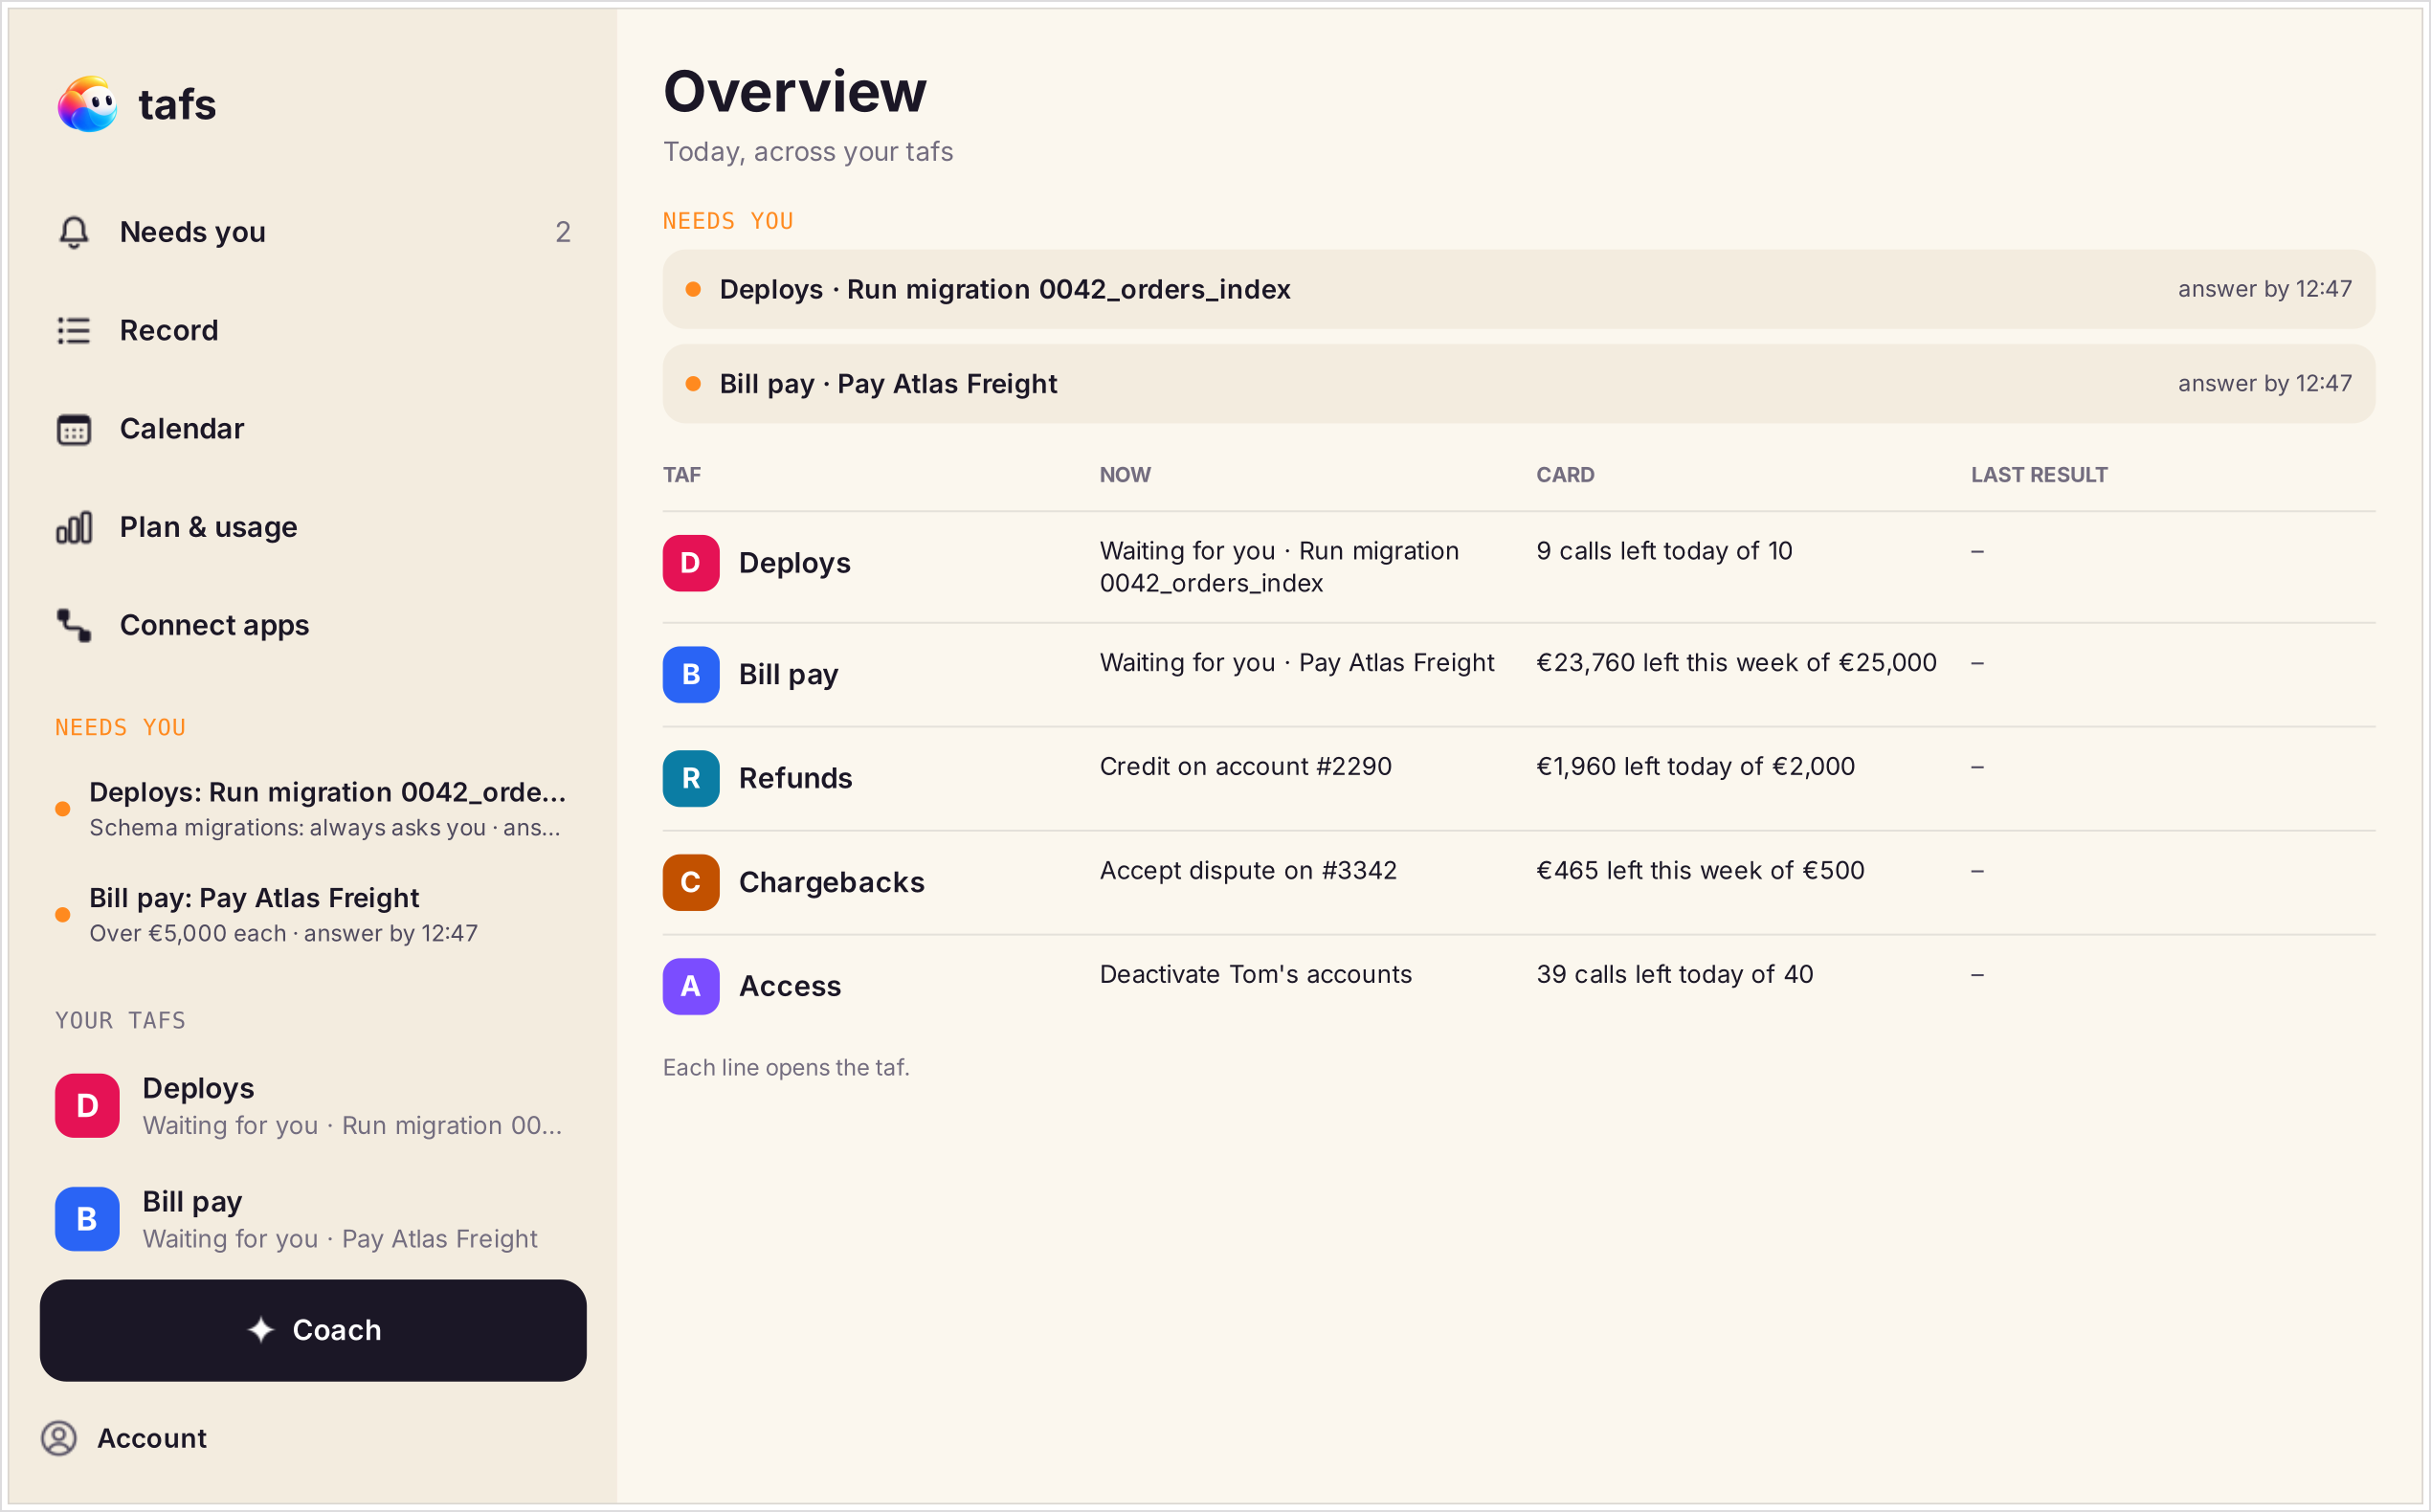 tafs
Needs you 2
Record
Calendar
Plan & usage
Connect apps
NEEDS YOU
Deploys: Run migration 0042_orde...
Schema migrations: always asks you · ans...
Bill pay: Pay Atlas Freight
Over €5,000 each · answer by 12:47
YOUR TAFS
D Deploys
Waiting for you · Run migration 00...
B Bill pay
Waiting for you · Pay Atlas Freight
Coach
Account
Overview
Today, across your tafs
NEEDS YOU
Deploys · Run migration 0042_orders_index answer by 12:47
Bill pay · Pay Atlas Freight answer by 12:47
TAF NOW CARD LAST RESULT
D Deploys Waiting for you · Run migration 9 calls left today of 10 –
0042_orders_index
B Bill pay Waiting for you · Pay Atlas Freight €23,760 left this week of €25,000 –
R Refunds Credit on account #2290 €1,960 left today of €2,000 –
C Chargebacks Accept dispute on #3342 €465 left this week of €500 –
A Access Deactivate Tom's accounts 39 calls left today of 40 –
Each line opens the taf.